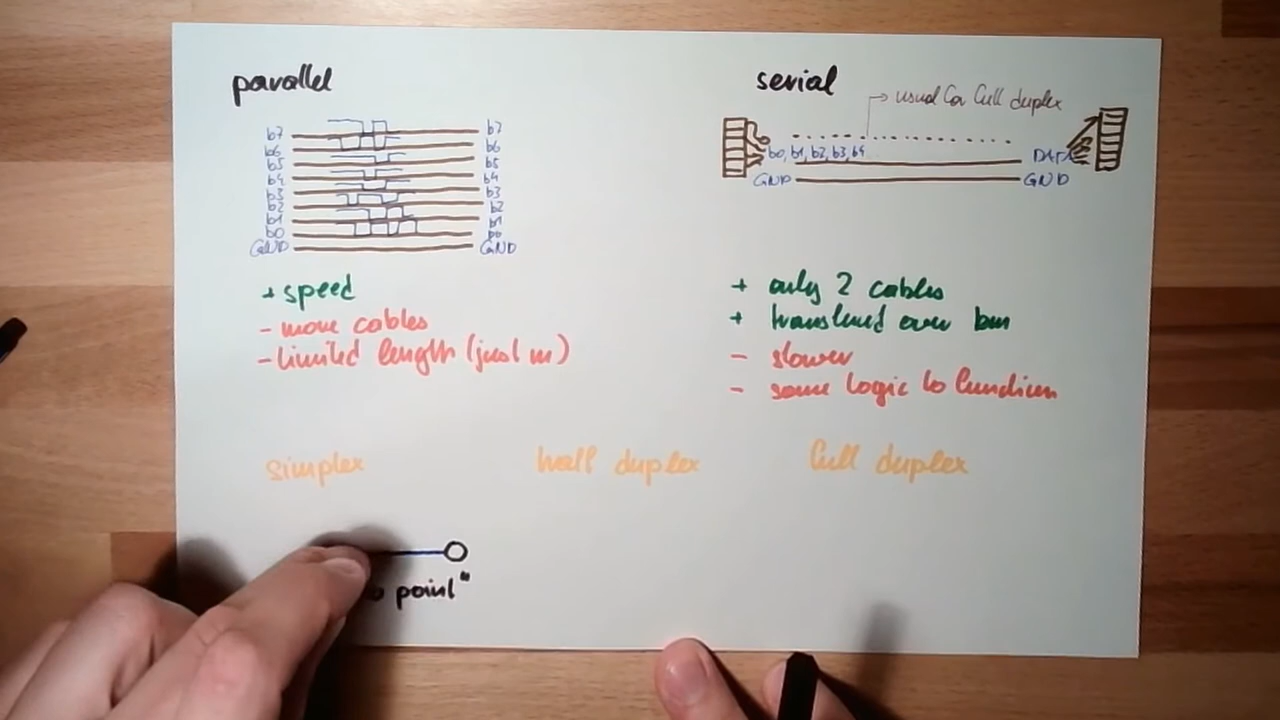 parallel
b7 b7
b6 b6
b5 b5
b4 b4
b3 b3
b2 b2
b1 b1
b0 b0
GND GND
+ speed
- more cables
- limited length (just m)
serial
usual for full duplex
b0, b1, b2, b3, b4 DATA
GND GND
+ only 2 cables
+ transferred over bus
- slower
- some logic to function
simplex half duplex full duplex
point"